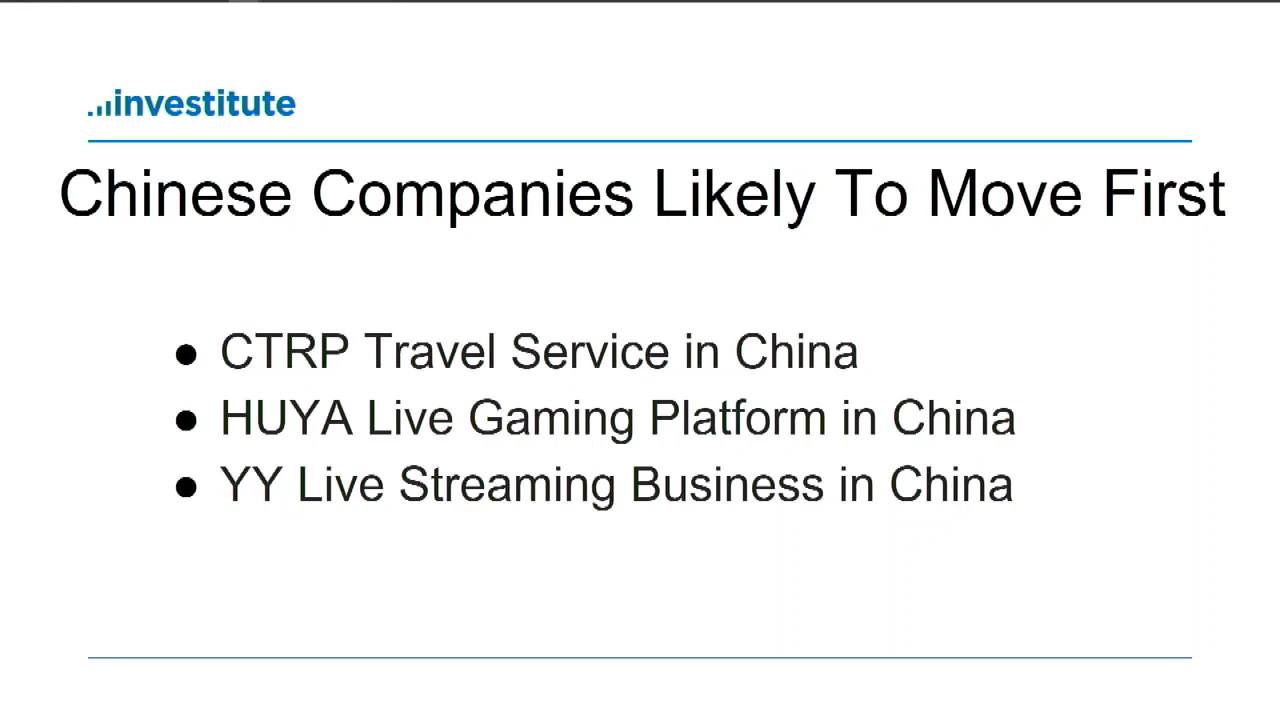 investitute
Chinese Companies Likely To Move First
● CTRP Travel Service in China
● HUYA Live Gaming Platform in China
● YY Live Streaming Business in China